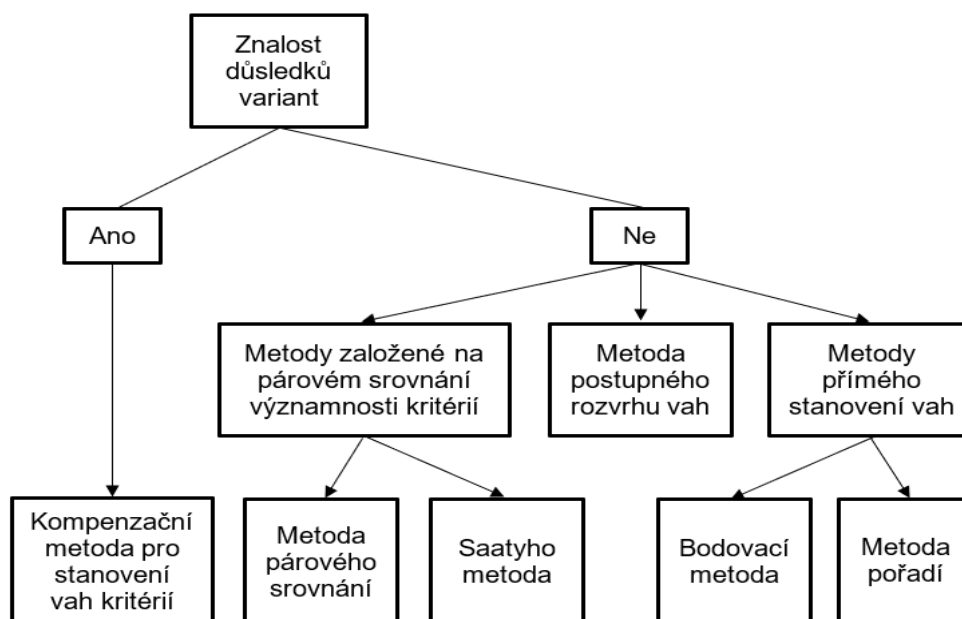 Znalost
důsledků
variant
Ano
Ne
Metody založené na
párovém srovnání
významnosti kritérií
Metoda
postupného
rozvrhu vah
Metody
přímého
stanovení vah
Kompenzační
metoda pro
stanovení
vah kritérií
Metoda
párového
srovnání
Saatyho
metoda
Bodovací
metoda
Metoda
pořadí